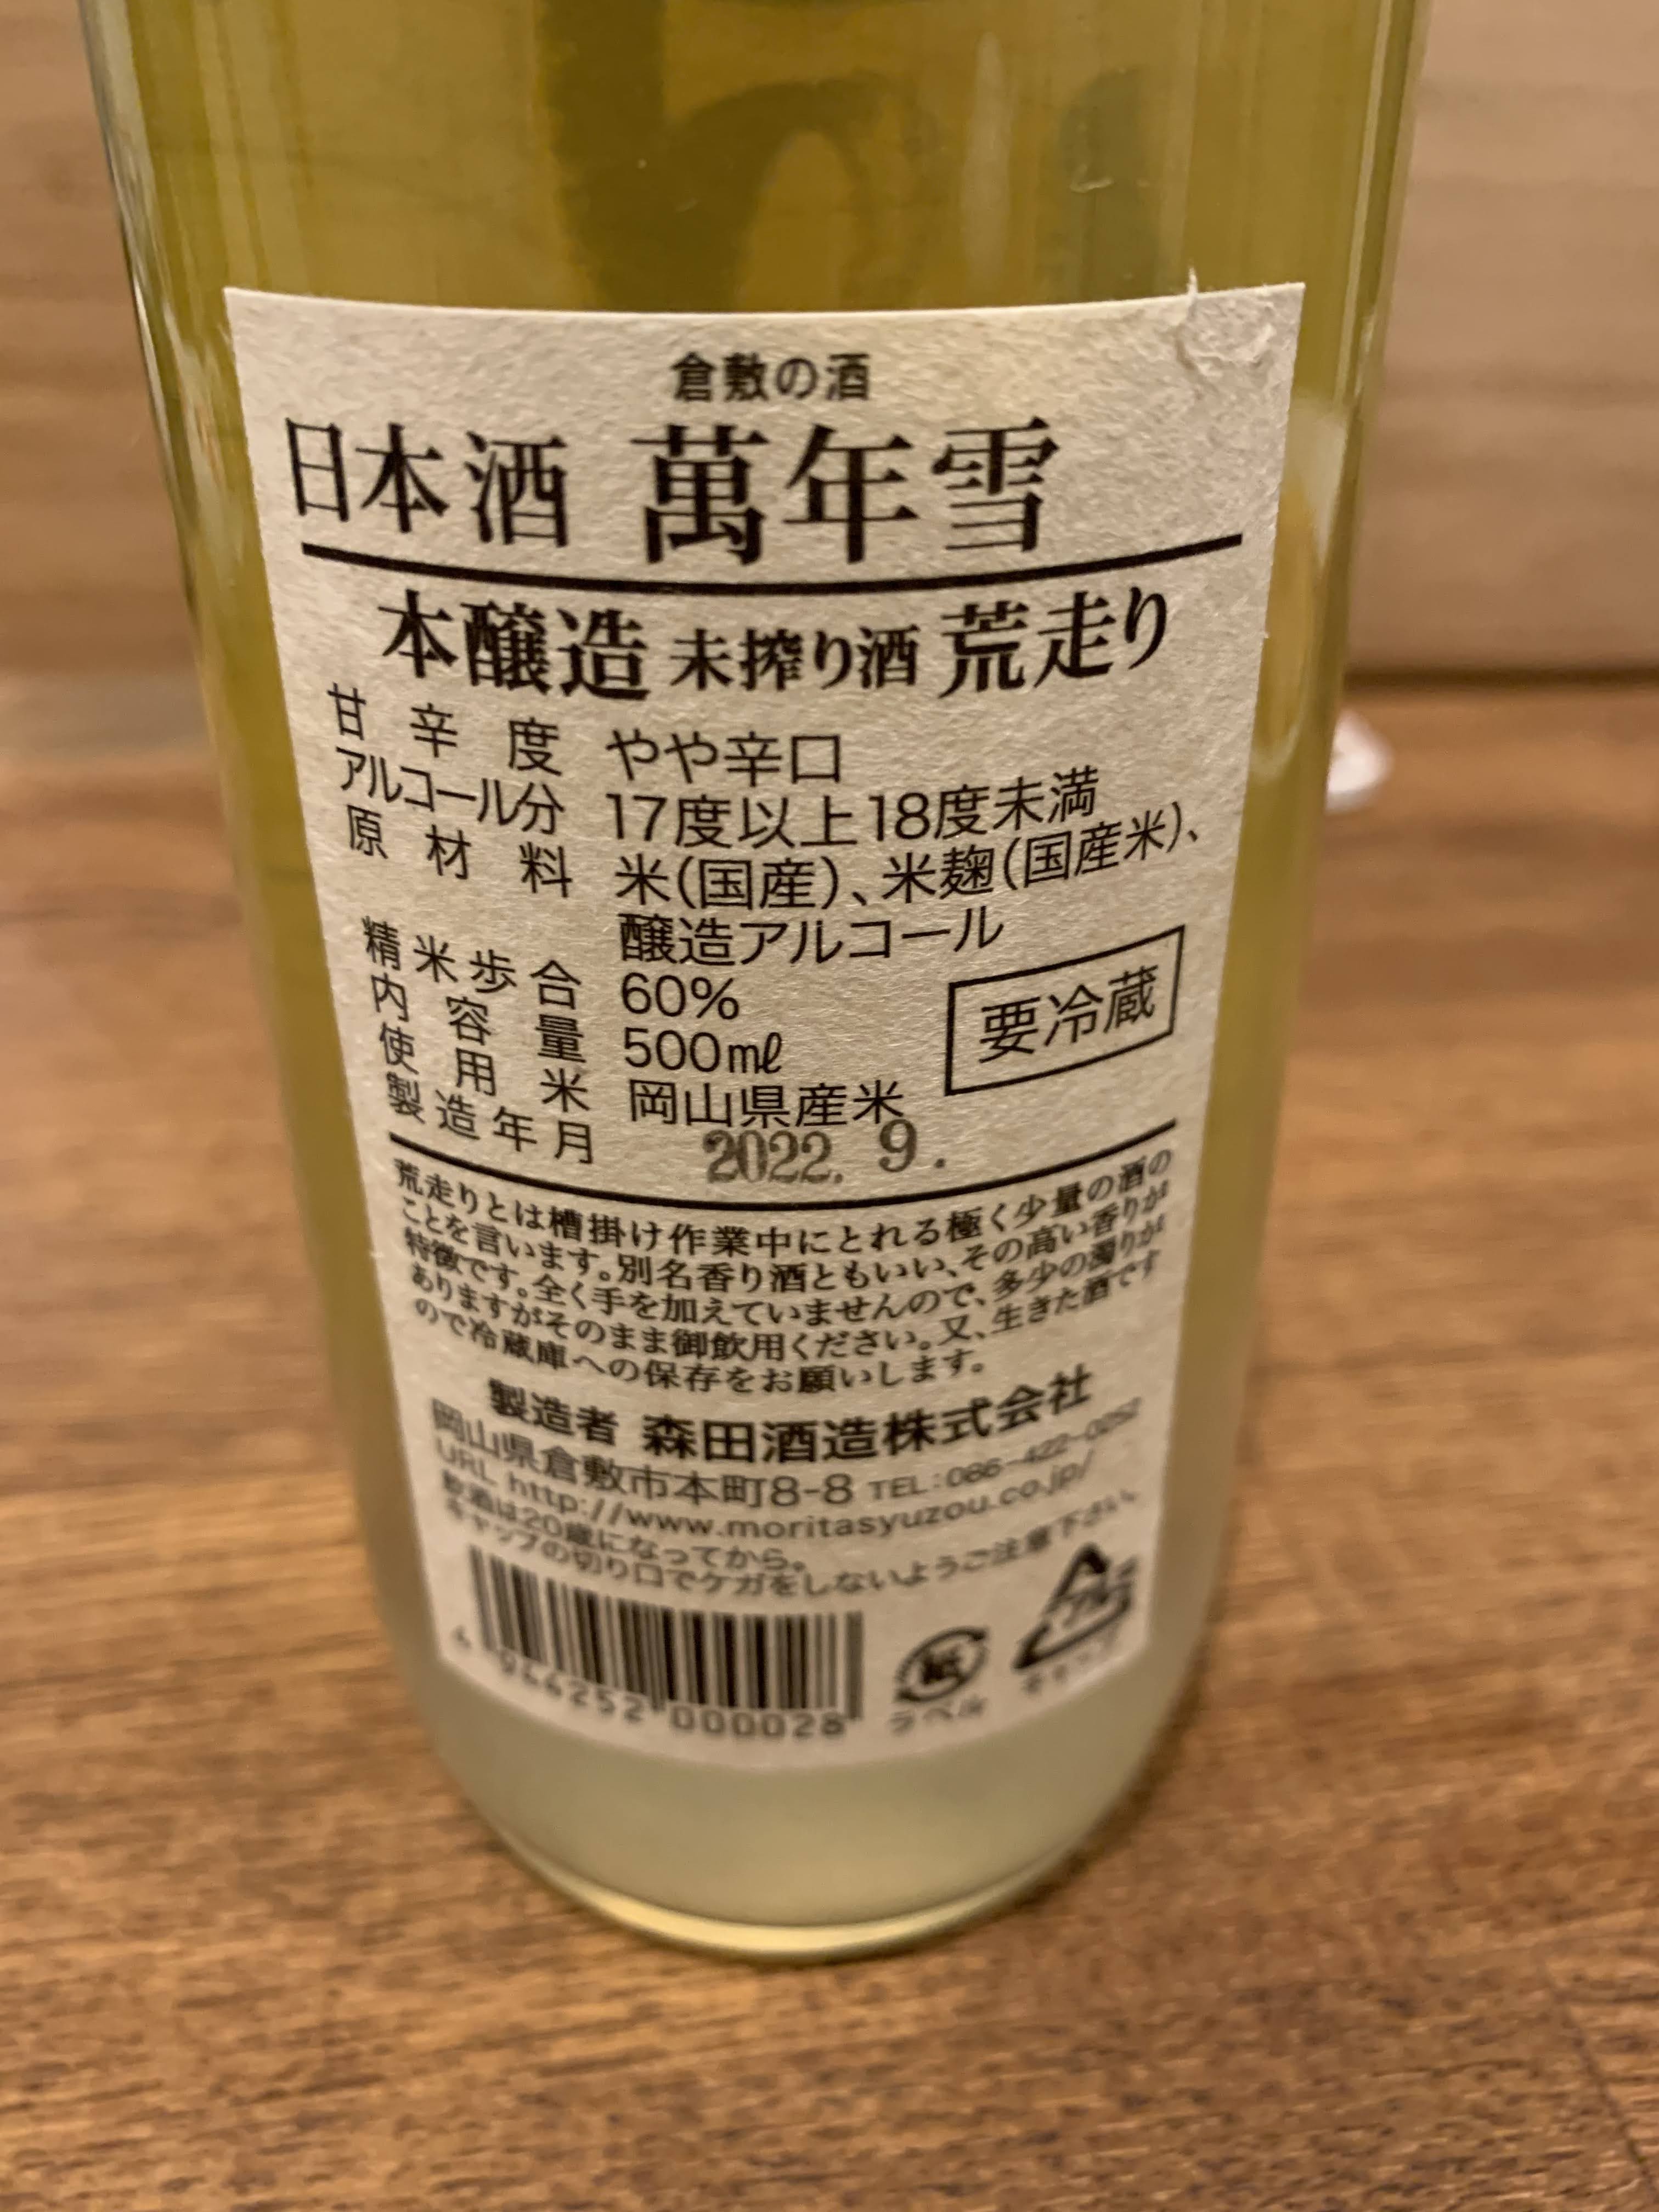 倉敷の酒
日本酒 萬年雪
本醸造 未搾り酒 荒走り
甘辛度 やや辛口
アルコール分 17度以上18度未満
原材料 米(国産)、米麹(国産米)、
醸造アルコール
精米歩合 60%
内容量 500㎖
使用米 岡山県産米
製造年月 2022. 9.
要冷蔵
荒走りとは槽掛け作業中にとれる極く少量の酒の
ことを言います。別名香り酒ともいい、その高い香りが
特徴です。全く手を加えていませんので、多少の濁りが
ありますがそのまま御飲用ください。又、生きた酒です
ので冷蔵庫への保存をお願いします。
製造者 森田酒造株式会社
岡山県倉敷市本町8-8 TEL:086-422-0252
URL http://www.moritasyuzou.co.jp/
飲酒は20歳になってから。
キャップの切り口でケガをしないようご注意下さい。
4 944252 000028
紙
ラベル
アルミ
キャップ